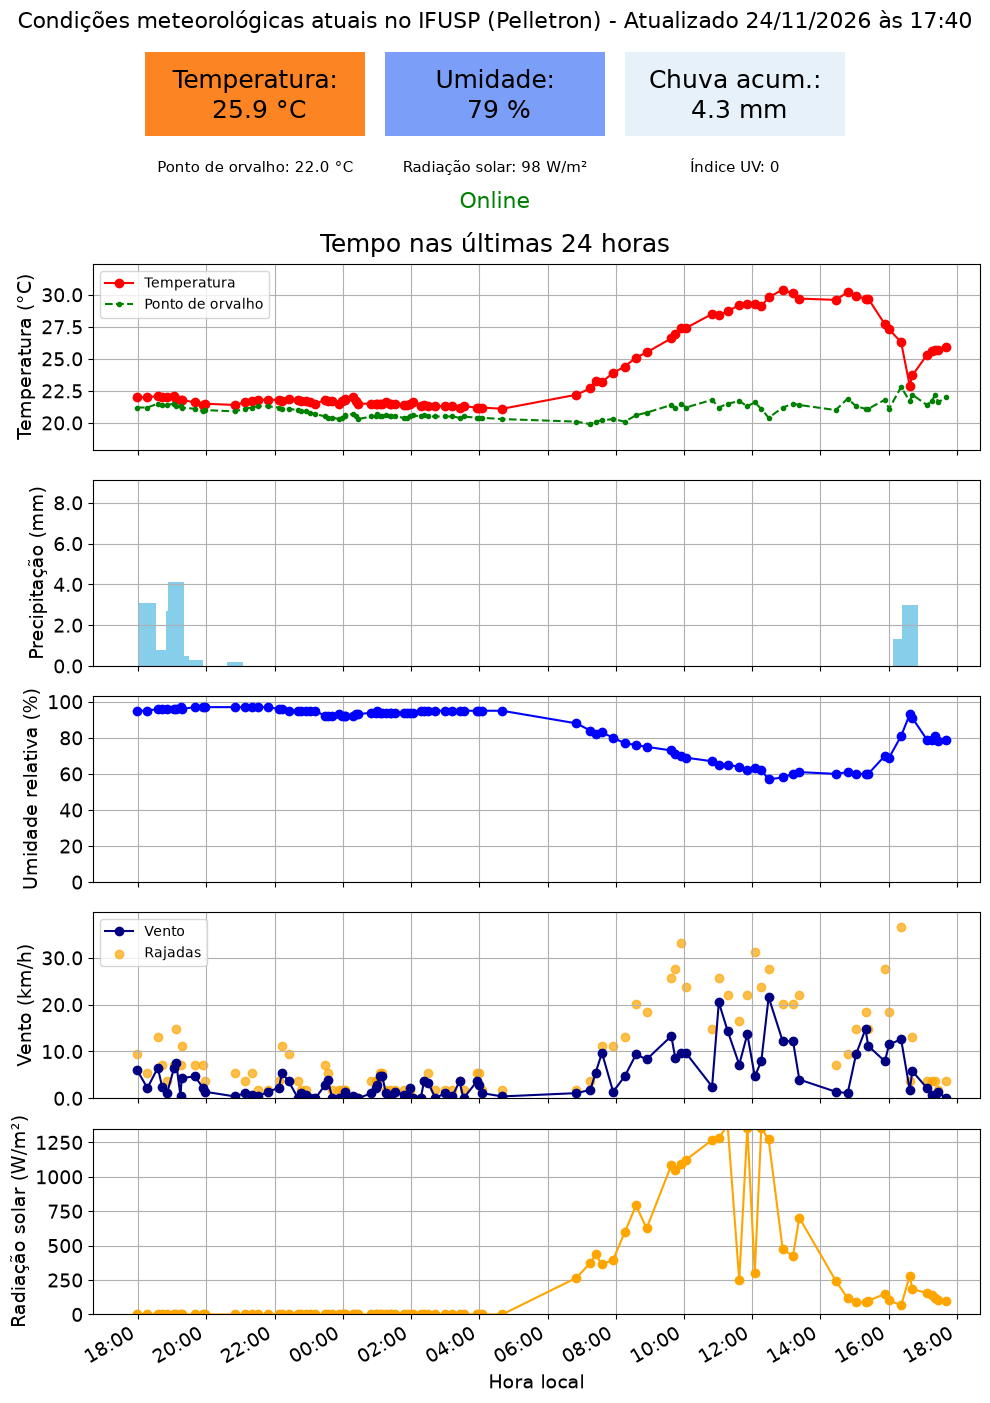 Condições meteorológicas atuais no IFUSP (Pelletron) - Atualizado 24/11/2026 às 17:40
Temperatura:
25.9 °C
Umidade:
79 %
Chuva acum.:
4.3 mm
Ponto de orvalho: 22.0 °C
Radiação solar: 98 W/m²
Índice UV: 0
Online
Tempo nas últimas 24 horas
Temperatura (°C)
30.0
27.5
25.0
22.5
20.0
Temperatura
Ponto de orvalho
Precipitação (mm)
8.0
6.0
4.0
2.0
0.0
Umidade relativa (%)
100
80
60
40
20
0
Vento (km/h)
30.0
20.0
10.0
0.0
Vento
Rajadas
Radiação solar (W/m²)
1250
1000
750
500
250
0
18:00
20:00
22:00
00:00
02:00
04:00
06:00
08:00
10:00
12:00
14:00
16:00
18:00
Hora local